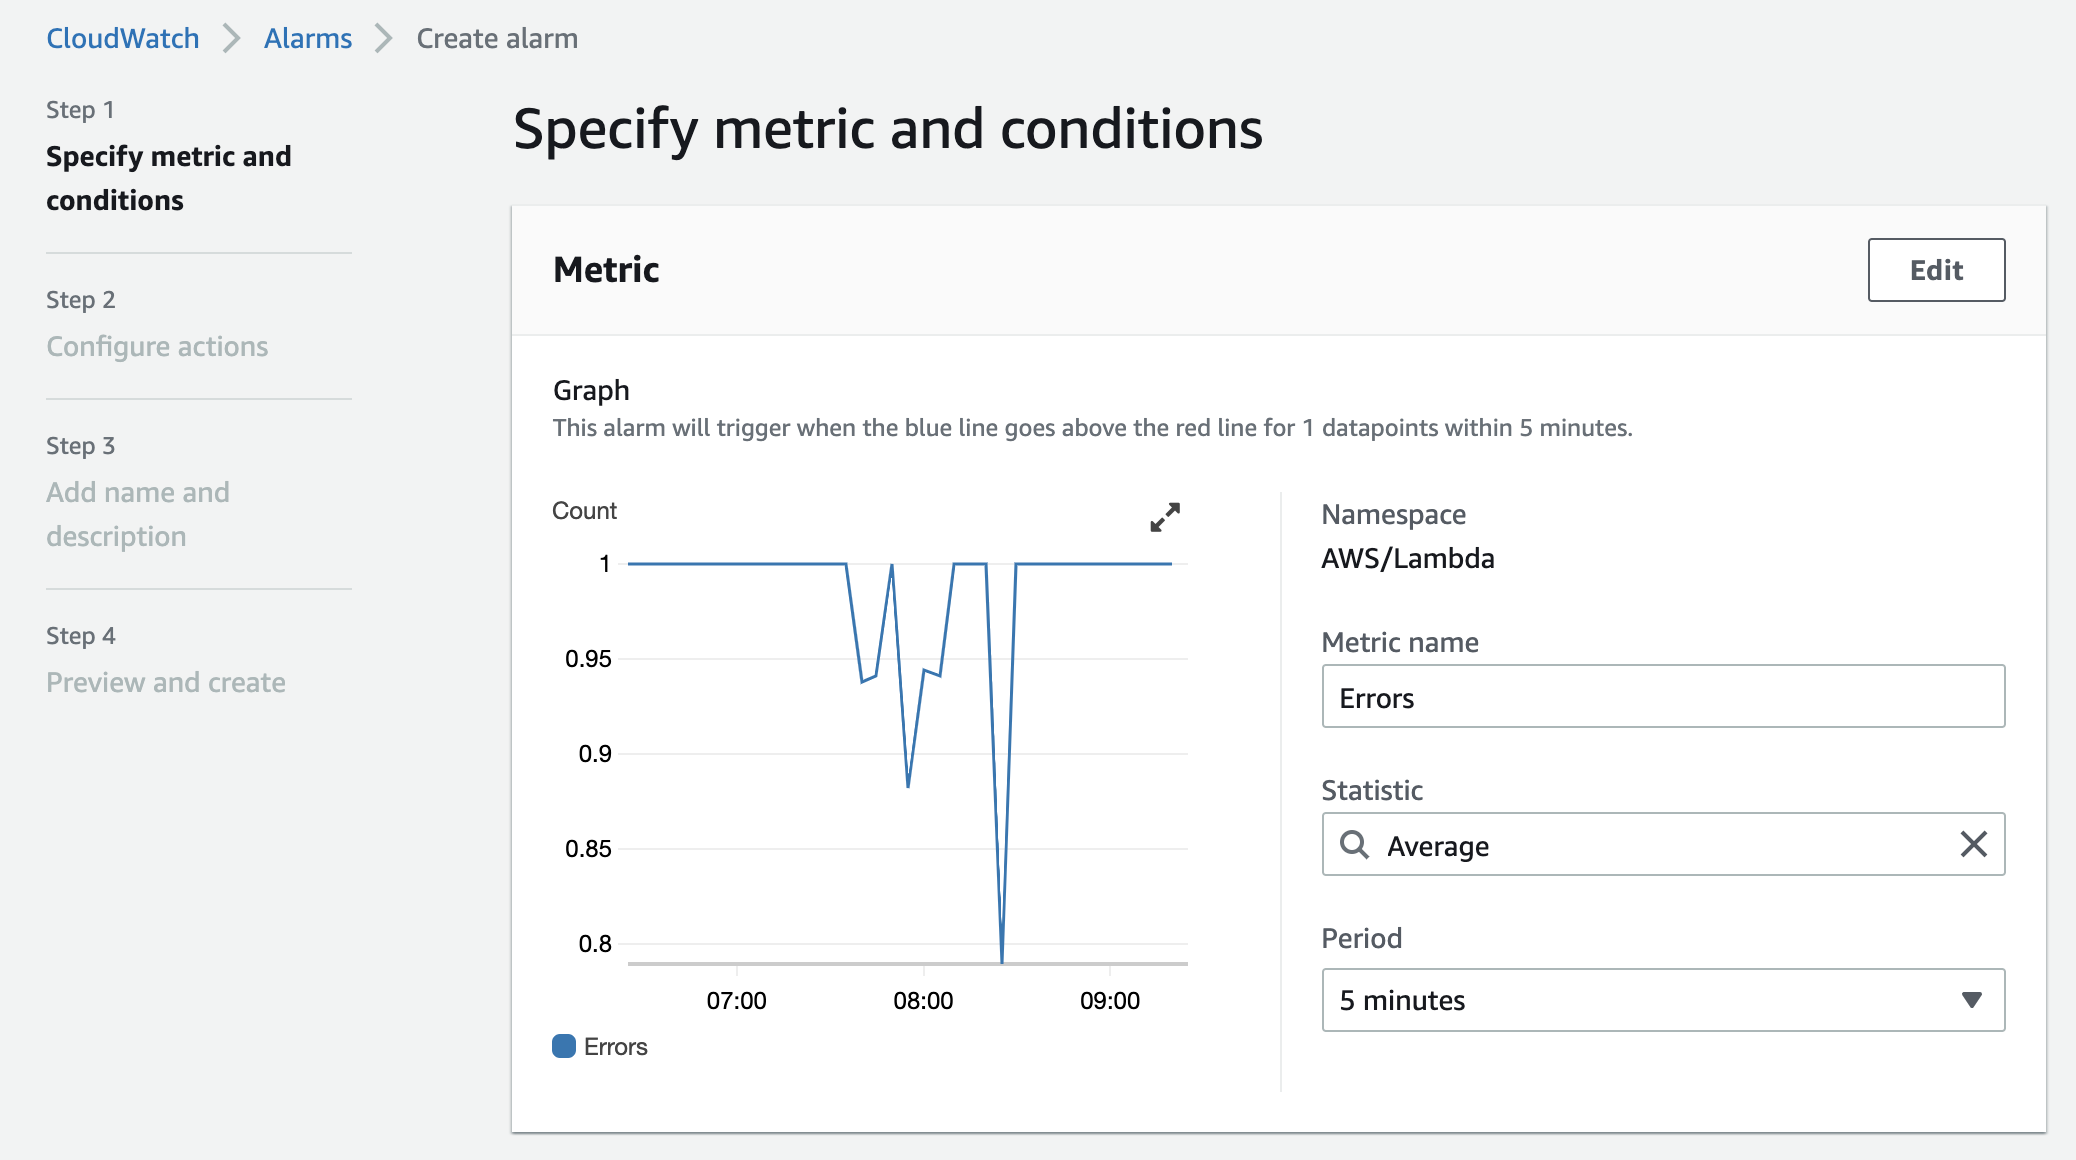 CloudWatch > Alarms > Create alarm
Step 1
Specify metric and
conditions
Step 2
Configure actions
Step 3
Add name and
description
Step 4
Preview and create
Specify metric and conditions
Metric
Edit
Graph
This alarm will trigger when the blue line goes above the red line for 1 datapoints within 5 minutes.
Count
1
0.95
0.9
0.85
0.8
07:00 08:00 09:00
Errors
Namespace
AWS/Lambda
Metric name
Errors
Statistic
Average
Period
5 minutes